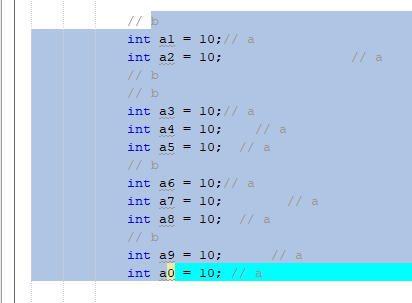 // b
int a1 = 10;// a
int a2 = 10;                // a
// b
// b
int a3 = 10;// a
int a4 = 10;    // a
int a5 = 10;  // a
// b
int a6 = 10;// a
int a7 = 10;        // a
int a8 = 10;  // a
// b
int a9 = 10;      // a
int a0 = 10; // a